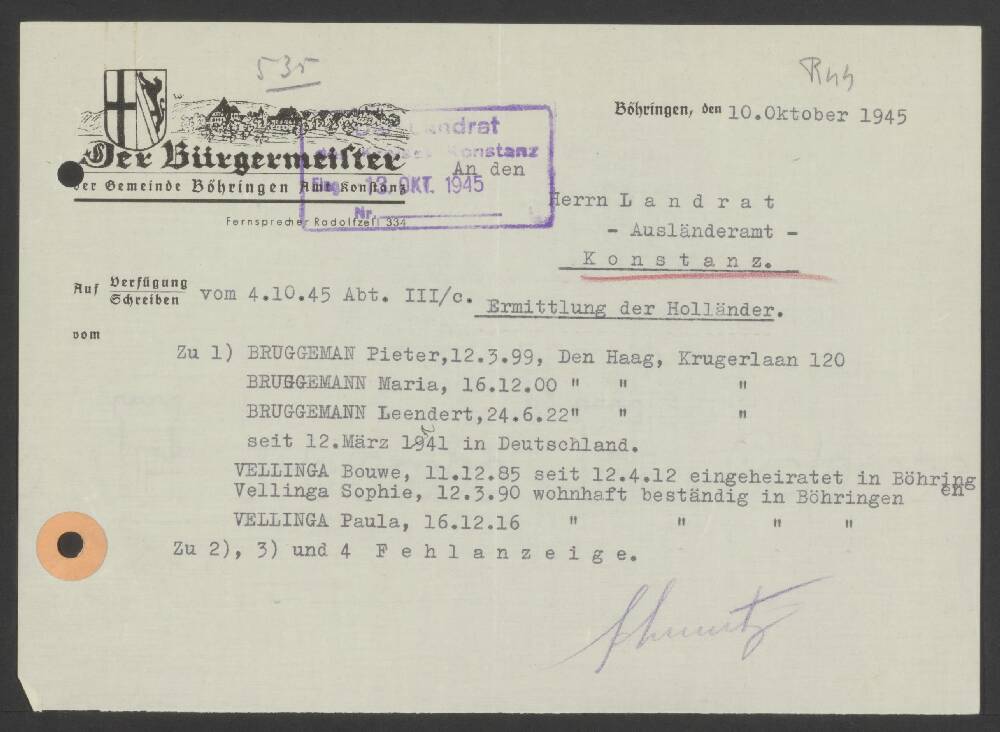 535
Böhringen, den 10.Oktober 1945
Der Bürgermeister
der Gemeinde Böhringen Amt Konstanz
Fernsprecher Radolfzell 334
Landrat
Konstanz
Eing. 13. OKT. 1945
Nr.
An den
Herrn L a n d r a t
- Ausländeramt -
K o n s t a n z.
Auf Verfügung
Schreiben
vom 4.10.45 Abt. III/c. Ermittlung der Holländer.
vom
Zu 1) BRUGGEMAN Pieter,12.3.99, Den Haag, Krugerlaan 120
BRUGGEMANN Maria, 16.12.00 " " "
BRUGGEMANN Leendert,24.6.22" " "
seit 12.März 1941 in Deutschland.
VELLINGA Bouwe, 11.12.85 seit 12.4.12 eingeheiratet in Böhring
en
Vellinga Sophie, 12.3.90 wohnhaft beständig in Böhringen
VELLINGA Paula, 16.12.16 " " " "
Zu 2), 3) und 4 F e h l a n z e i g e.